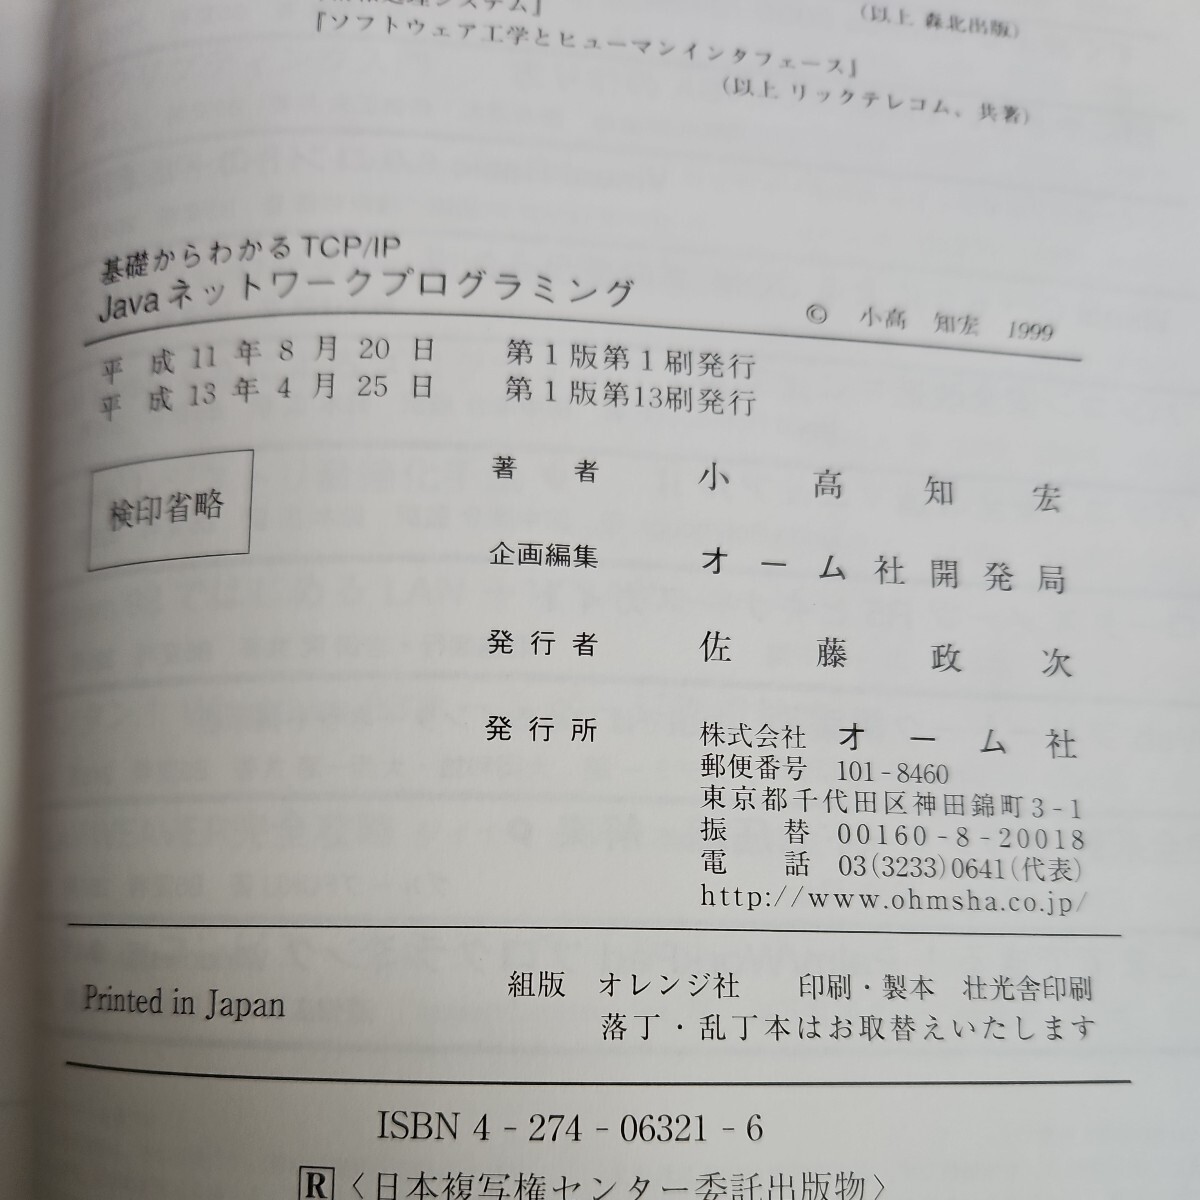 システム』
(以上 森北出版)
『ソフトウェア工学とヒューマンインタフェース』
(以上 リックテレコム、共著)
基礎からわかるTCP/IP
Javaネットワークプログラミング
© 小高 知宏 1999
平成11年8月20日 第1版第1刷発行
平成13年4月25日 第1版第13刷発行
検印省略
著者 小高知宏
企画編集 オーム社開発局
発行者 佐藤政次
発行所 株式会社 オーム社
郵便番号 101-8460
東京都千代田区神田錦町3-1
振替 00160-8-20018
電話 03(3233)0641(代表)
http://www.ohmsha.co.jp/
Printed in Japan
組版 オレンジ社 印刷・製本 壮光舎印刷
落丁・乱丁本はお取替えいたします
ISBN 4-274-06321-6
R〈日本複写権センター委託出版物〉